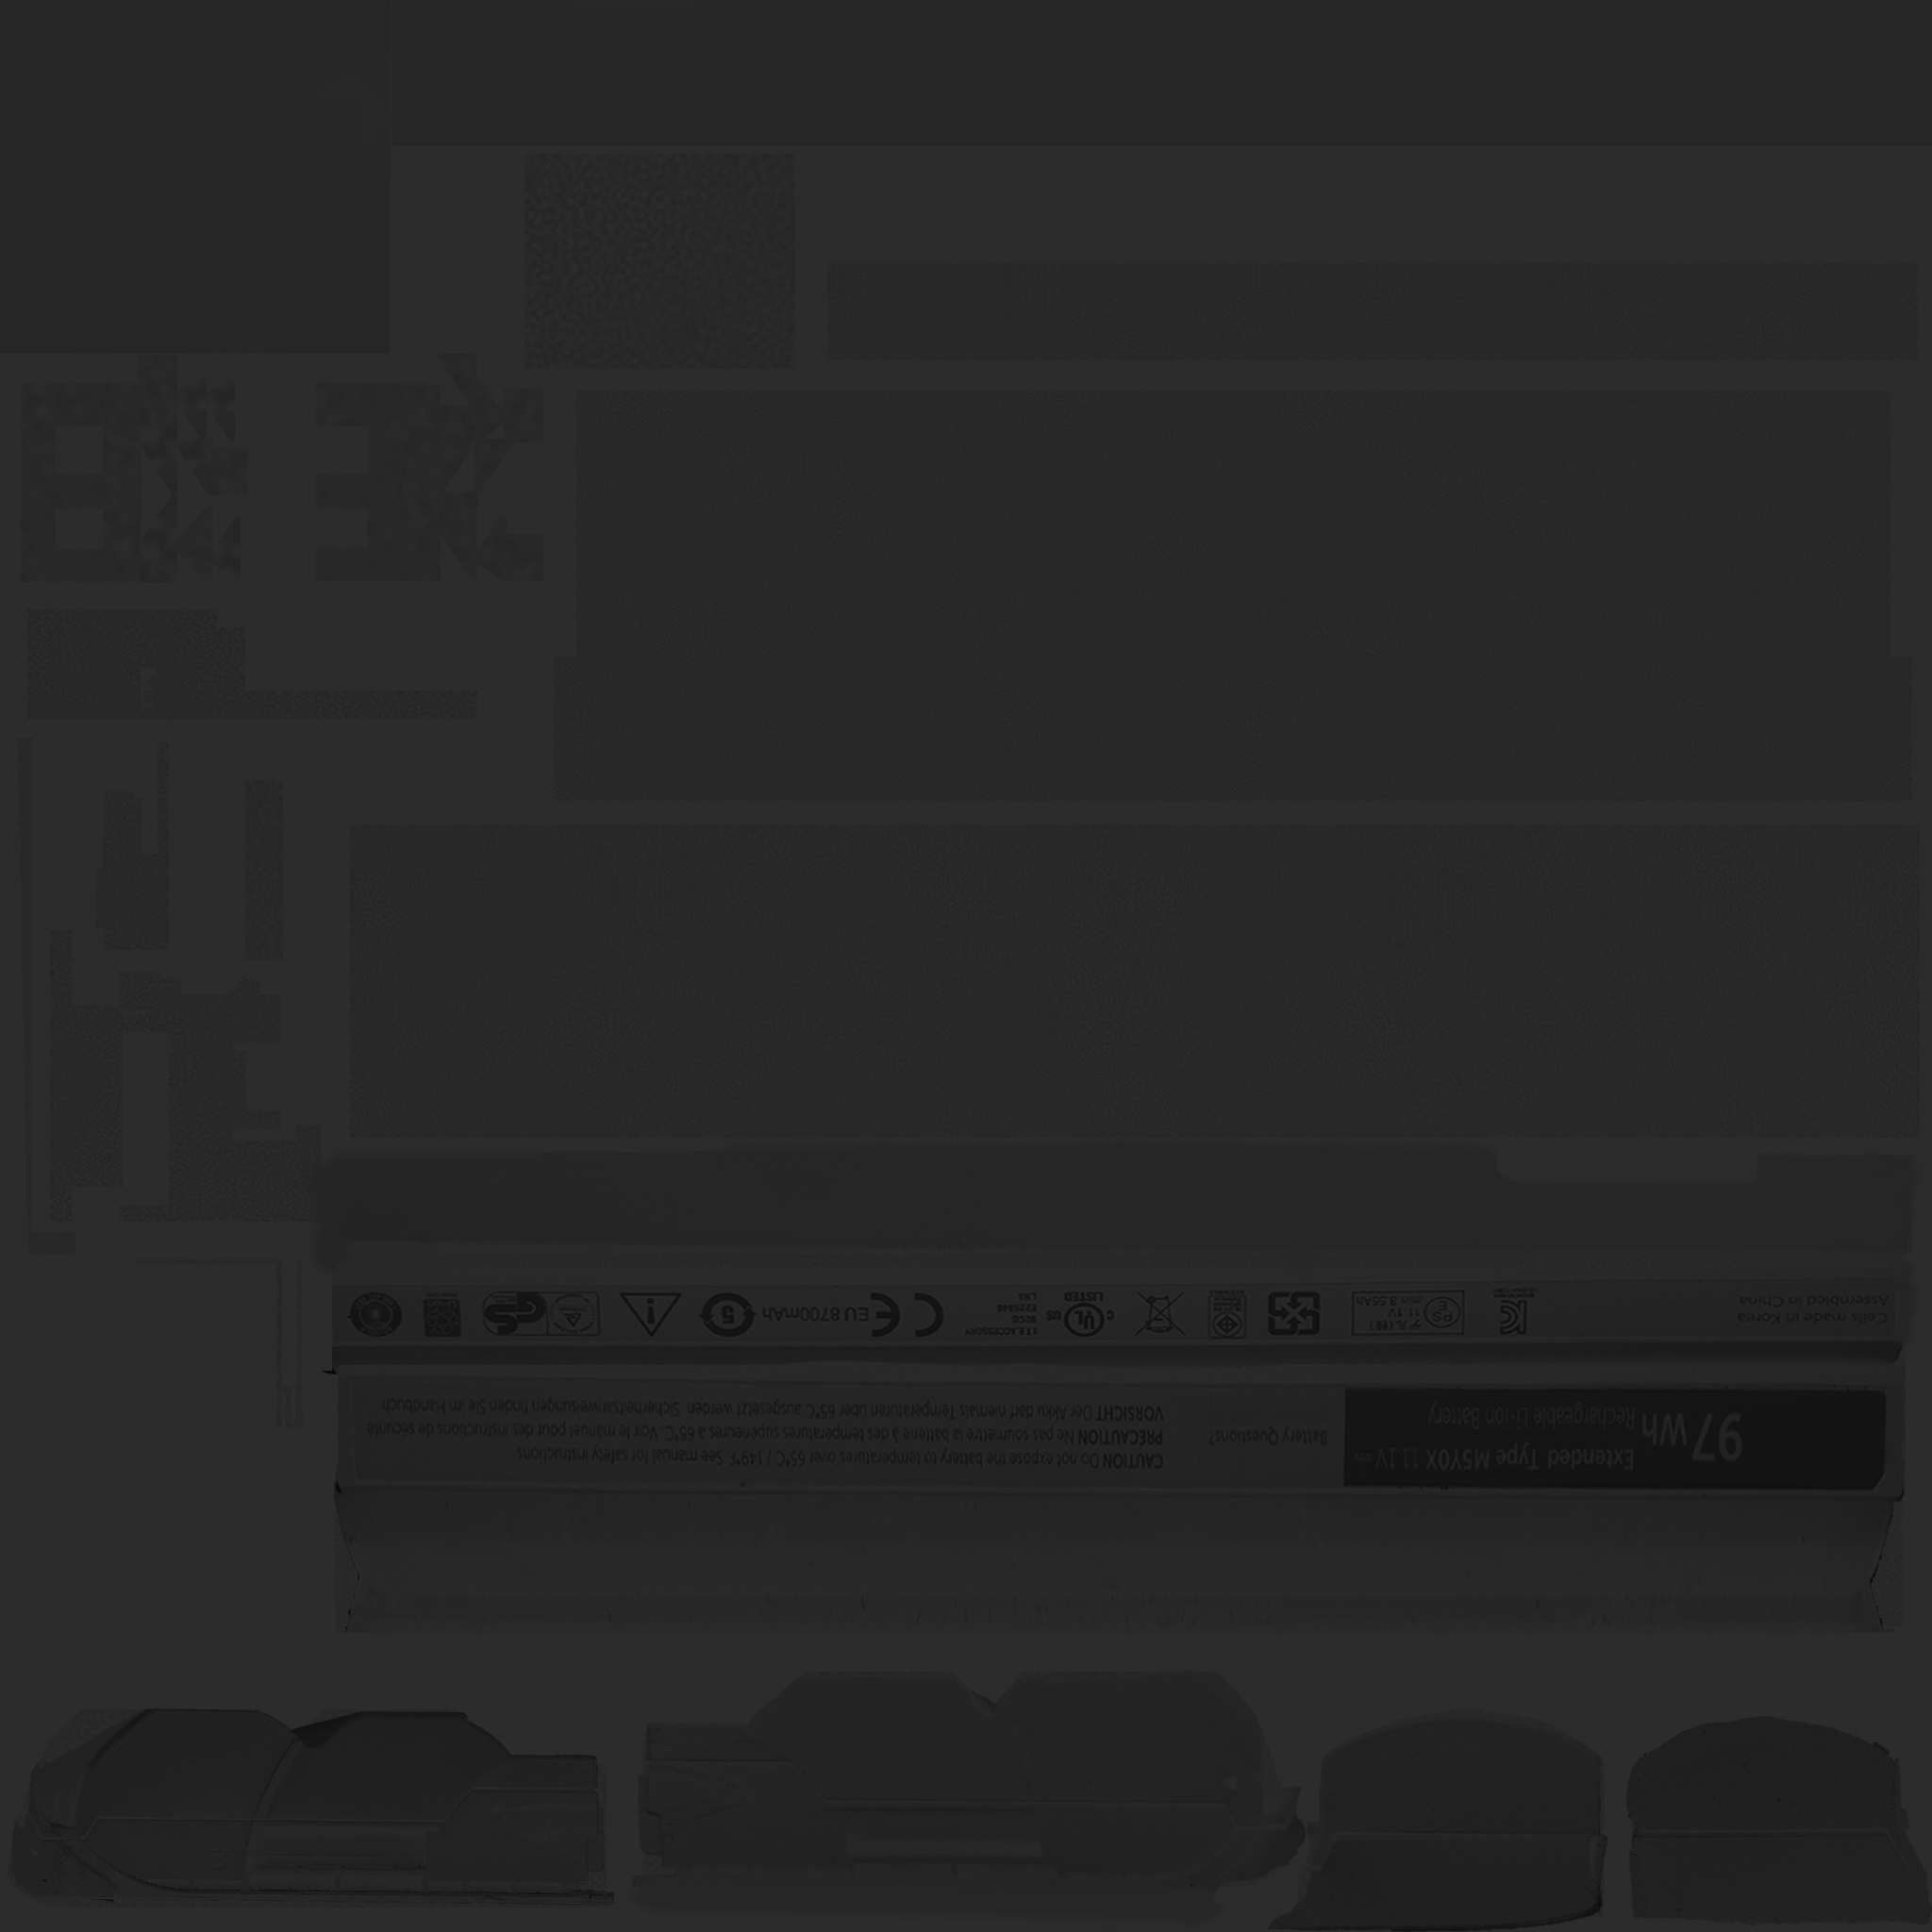 97 Wh
Extended Type M5Y0X 11.1V
Rechargeable Li-ion Battery
Battery Questions?
CAUTION Do not expose the battery to temperatures over 65°C / 149°F. See manual for safety instructions
PRECAUTION Ne pas soumettre la batterie à des temperatures superieures à 65°C. Voir le manuel pour des instructions de sécurité
VORSICHT Der Akku darf niemals Temperaturen über 65°C ausgesetzt werden. Sicherheitsanweisungen finden Sie im Handbuch
Cells made in Korea
Assembled in China
PS E
11.1V
min.8.55Ah
C UL US
LISTED
I.T.E.ACCESSORY
E225846
LNA
CE
EU 8700mAh
5